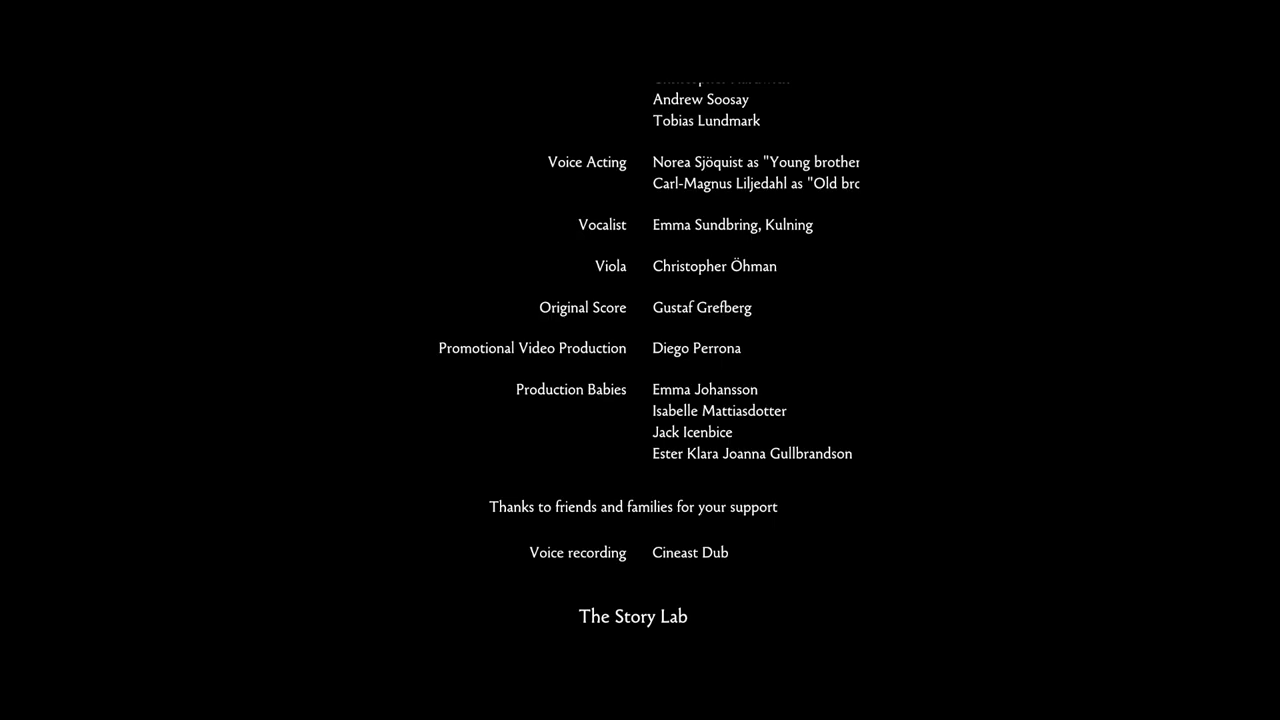 Andrew Soosay
Tobias Lundmark
Voice Acting Norea Sjöquist as "Young brother
Carl-Magnus Liljedahl as "Old bro
Vocalist Emma Sundbring, Kulning
Viola Christopher Öhman
Original Score Gustaf Grefberg
Promotional Video Production Diego Perrona
Production Babies Emma Johansson
Isabelle Mattiasdotter
Jack Icenbice
Ester Klara Joanna Gullbrandson
Thanks to friends and families for your support
Voice recording Cineast Dub
The Story Lab